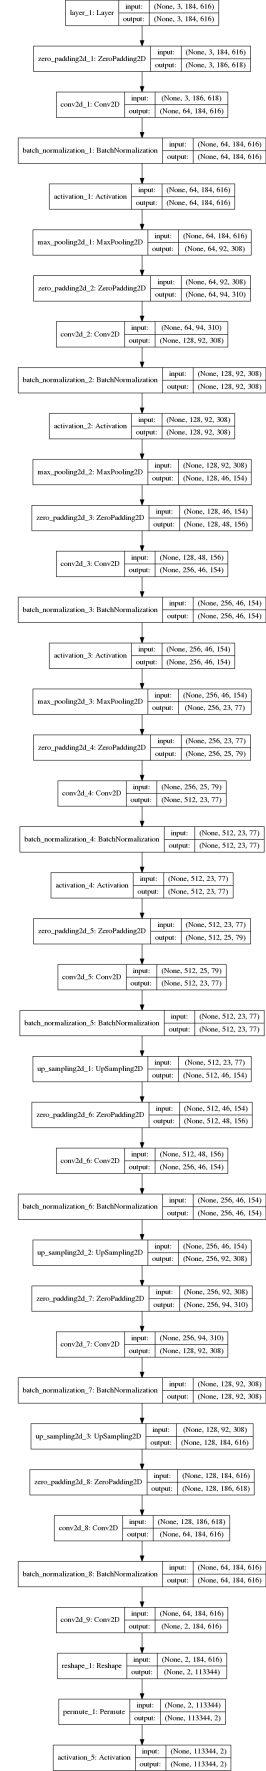 layer_1: Layer
input: (None, 3, 184, 616)
output: (None, 3, 184, 616)
zero_padding2d_1: ZeroPadding2D
input: (None, 3, 184, 616)
output: (None, 3, 186, 618)
conv2d_1: Conv2D
input: (None, 3, 186, 618)
output: (None, 64, 184, 616)
batch_normalization_1: BatchNormalization
input: (None, 64, 184, 616)
output: (None, 64, 184, 616)
activation_1: Activation
input: (None, 64, 184, 616)
output: (None, 64, 184, 616)
max_pooling2d_1: MaxPooling2D
input: (None, 64, 184, 616)
output: (None, 64, 92, 308)
zero_padding2d_2: ZeroPadding2D
input: (None, 64, 92, 308)
output: (None, 64, 94, 310)
conv2d_2: Conv2D
input: (None, 64, 94, 310)
output: (None, 128, 92, 308)
batch_normalization_2: BatchNormalization
input: (None, 128, 92, 308)
output: (None, 128, 92, 308)
activation_2: Activation
input: (None, 128, 92, 308)
output: (None, 128, 92, 308)
max_pooling2d_2: MaxPooling2D
input: (None, 128, 92, 308)
output: (None, 128, 46, 154)
zero_padding2d_3: ZeroPadding2D
input: (None, 128, 46, 154)
output: (None, 128, 48, 156)
conv2d_3: Conv2D
input: (None, 128, 48, 156)
output: (None, 256, 46, 154)
batch_normalization_3: BatchNormalization
input: (None, 256, 46, 154)
output: (None, 256, 46, 154)
activation_3: Activation
input: (None, 256, 46, 154)
output: (None, 256, 46, 154)
max_pooling2d_3: MaxPooling2D
input: (None, 256, 46, 154)
output: (None, 256, 23, 77)
zero_padding2d_4: ZeroPadding2D
input: (None, 256, 23, 77)
output: (None, 256, 25, 79)
conv2d_4: Conv2D
input: (None, 256, 25, 79)
output: (None, 512, 23, 77)
batch_normalization_4: BatchNormalization
input: (None, 512, 23, 77)
output: (None, 512, 23, 77)
activation_4: Activation
input: (None, 512, 23, 77)
output: (None, 512, 23, 77)
zero_padding2d_5: ZeroPadding2D
input: (None, 512, 23, 77)
output: (None, 512, 25, 79)
conv2d_5: Conv2D
input: (None, 512, 25, 79)
output: (None, 512, 23, 77)
batch_normalization_5: BatchNormalization
input: (None, 512, 23, 77)
output: (None, 512, 23, 77)
up_sampling2d_1: UpSampling2D
input: (None, 512, 23, 77)
output: (None, 512, 46, 154)
zero_padding2d_6: ZeroPadding2D
input: (None, 512, 46, 154)
output: (None, 512, 48, 156)
conv2d_6: Conv2D
input: (None, 512, 48, 156)
output: (None, 256, 46, 154)
batch_normalization_6: BatchNormalization
input: (None, 256, 46, 154)
output: (None, 256, 46, 154)
up_sampling2d_2: UpSampling2D
input: (None, 256, 46, 154)
output: (None, 256, 92, 308)
zero_padding2d_7: ZeroPadding2D
input: (None, 256, 92, 308)
output: (None, 256, 94, 310)
conv2d_7: Conv2D
input: (None, 256, 94, 310)
output: (None, 128, 92, 308)
batch_normalization_7: BatchNormalization
input: (None, 128, 92, 308)
output: (None, 128, 92, 308)
up_sampling2d_3: UpSampling2D
input: (None, 128, 92, 308)
output: (None, 128, 184, 616)
zero_padding2d_8: ZeroPadding2D
input: (None, 128, 184, 616)
output: (None, 128, 186, 618)
conv2d_8: Conv2D
input: (None, 128, 186, 618)
output: (None, 64, 184, 616)
batch_normalization_8: BatchNormalization
input: (None, 64, 184, 616)
output: (None, 64, 184, 616)
conv2d_9: Conv2D
input: (None, 64, 184, 616)
output: (None, 2, 184, 616)
reshape_1: Reshape
input: (None, 2, 184, 616)
output: (None, 2, 113344)
permute_1: Permute
input: (None, 2, 113344)
output: (None, 113344, 2)
activation_5: Activation
input: (None, 113344, 2)
output: (None, 113344, 2)